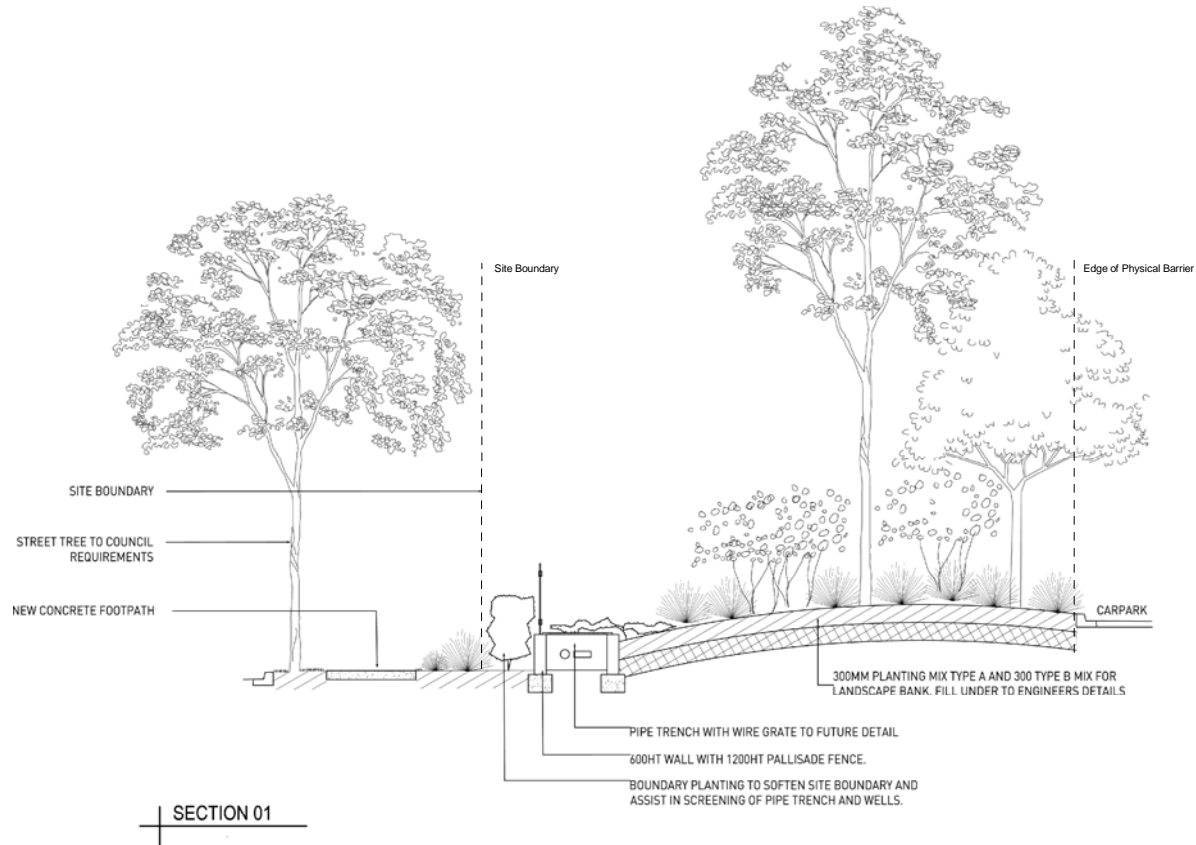 Site Boundary
Edge of Physical Barrier
SITE BOUNDARY
STREET TREE TO COUNCIL
REQUIREMENTS
NEW CONCRETE FOOTPATH
CARPARK
300MM PLANTING MIX TYPE A AND 300 TYPE B MIX FOR
LANDSCAPE BANK. FILL UNDER TO ENGINEERS DETAILS
PIPE TRENCH WITH WIRE GRATE TO FUTURE DETAIL
600HT WALL WITH 1200HT PALLISADE FENCE.
BOUNDARY PLANTING TO SOFTEN SITE BOUNDARY AND
ASSIST IN SCREENING OF PIPE TRENCH AND WELLS.
SECTION 01